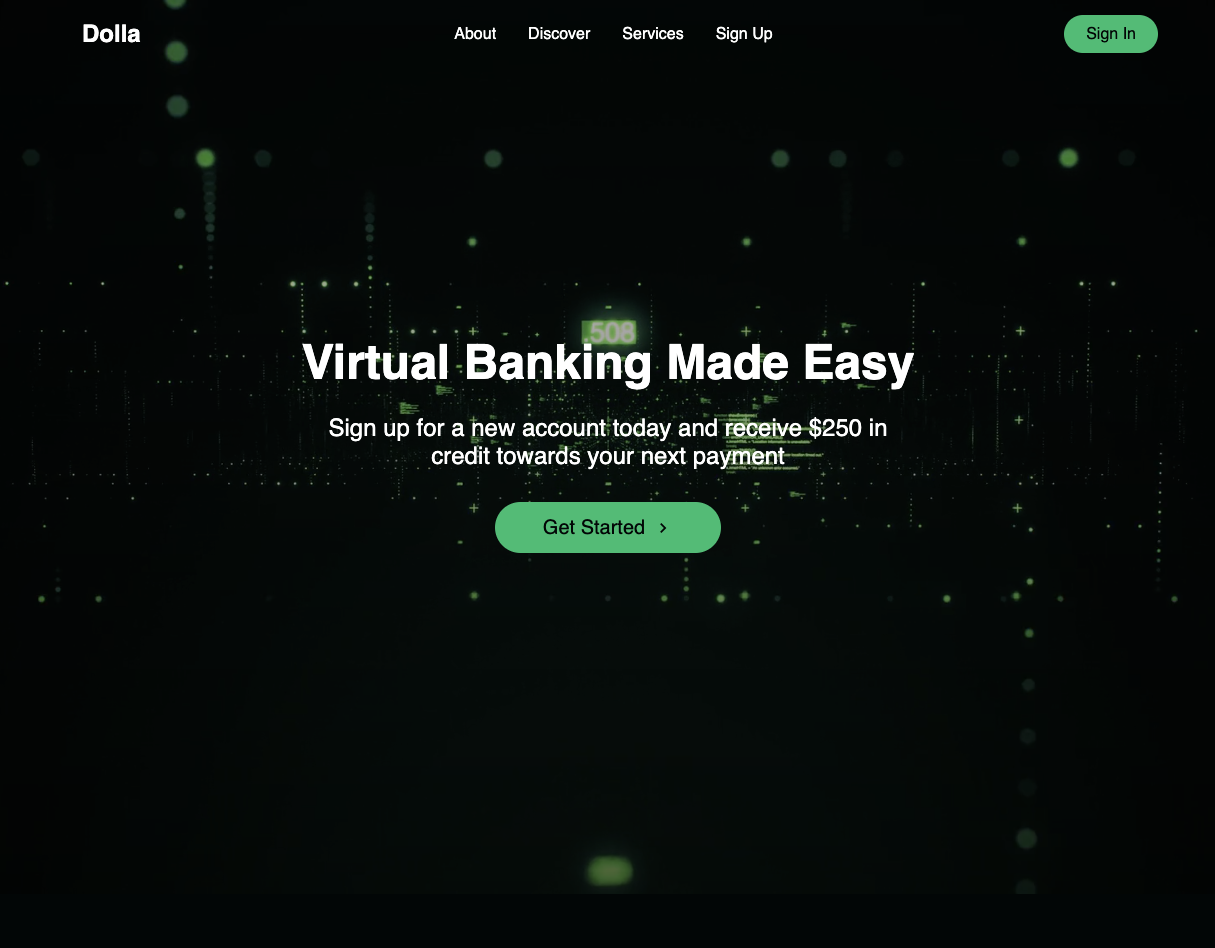 Dolla
About
Discover
Services
Sign Up
Sign In
.508
Virtual Banking Made Easy
Sign up for a new account today and receive $250 in
credit towards your next payment
Get Started